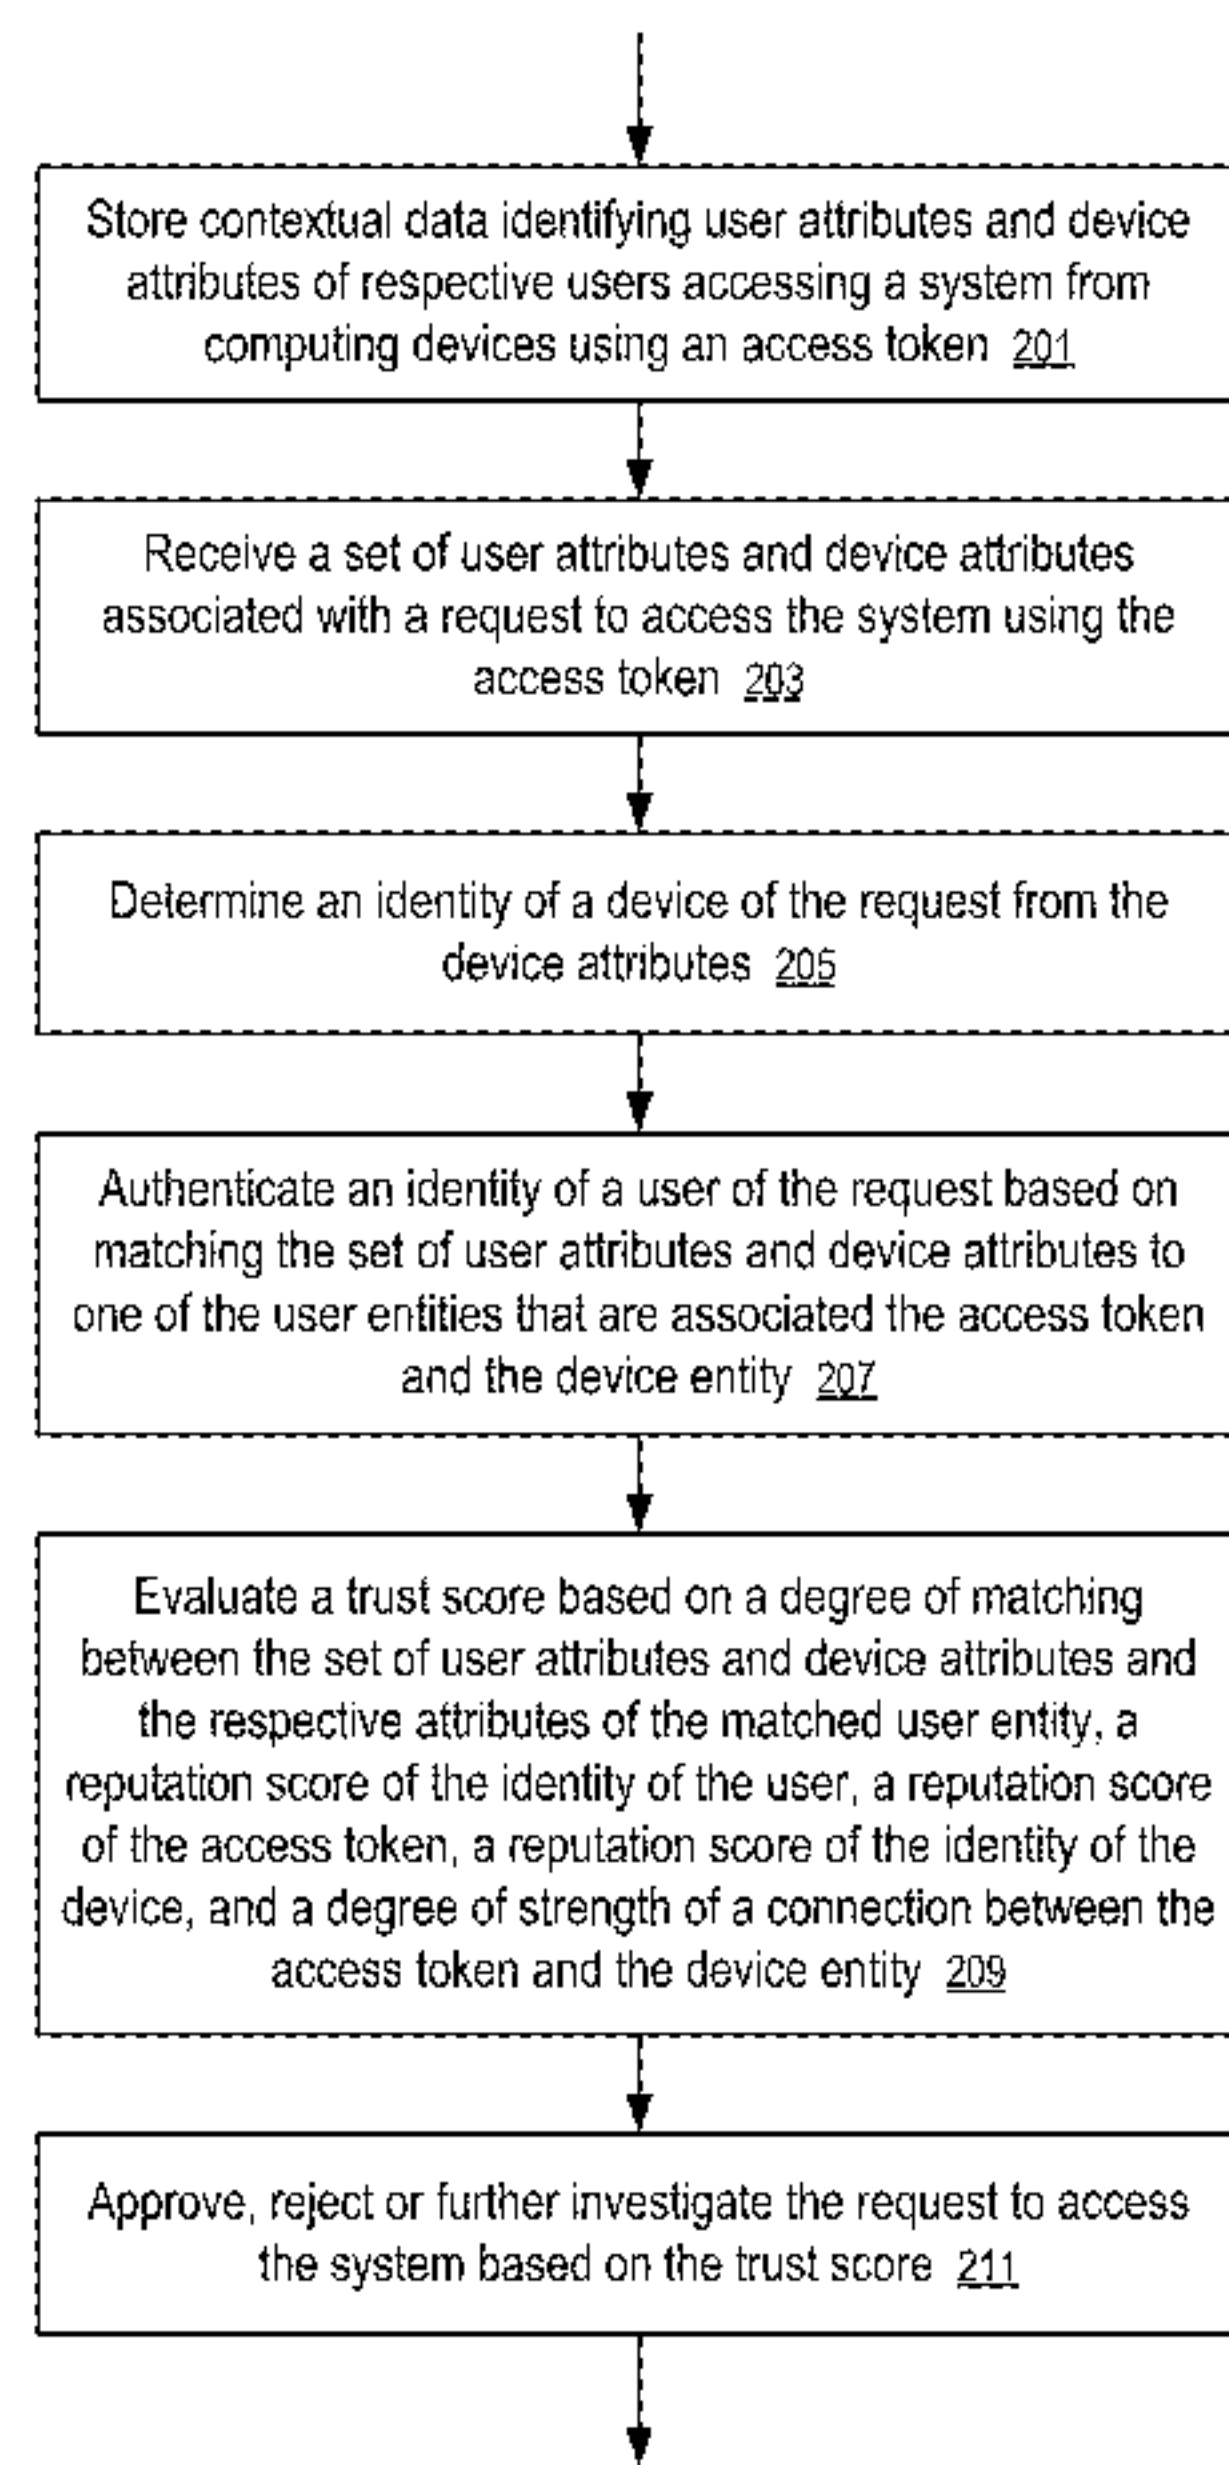 Store contextual data identifying user attributes and device
attributes of respective users accessing a system from
computing devices using an access token 201
Receive a set of user attributes and device attributes
associated with a request to access the system using the
access token 203
Determine an identity of a device of the request from the
device attributes 205
Authenticate an identity of a user of the request based on
matching the set of user attributes and device attributes to
one of the user entities that are associated the access token
and the device entity 207
Evaluate a trust score based on a degree of matching
between the set of user attributes and device attributes and
the respective attributes of the matched user entity, a
reputation score of the identity of the user, a reputation score
of the access token, a reputation score of the identity of the
device, and a degree of strength of a connection between the
access token and the device entity 209
Approve, reject or further investigate the request to access
the system based on the trust score 211